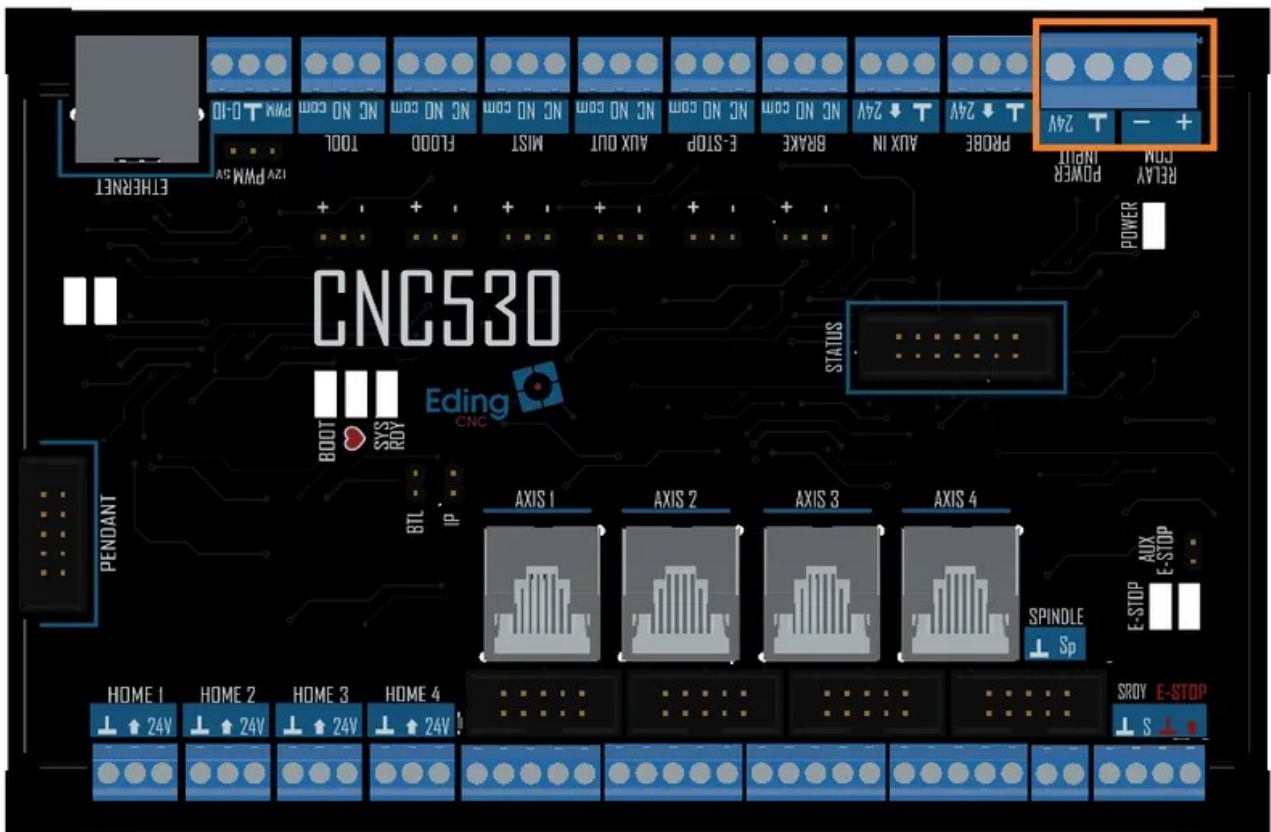 0-10 ⊥ PWM
com NO NC
com NO NC
com NO NC
com NO NC
com NO NC
com NO NC
24V ⬇ ⊥
24V ⬇ ⊥
24V ⊥
− +
ETHERNET
12V PWM 5V
TOOL
FLOOD
MIST
AUX OUT
E-STOP
BRAKE
AUX IN
PROBE
POWER INPUT
RELAY COM
POWER
+ -
+ -
+ -
+ -
+ -
+ -
CNC530
STATUS
Eding
CNC
BOOT
SYS RDY
PENDANT
BTL
IP
AXIS 1
AXIS 2
AXIS 3
AXIS 4
AUX E-STOP
E-STOP
SPINDLE
⊥ Sp
HOME 1
HOME 2
HOME 3
HOME 4
SRDY E-STOP
⊥ ⬆ 24V
⊥ ⬆ 24V
⊥ ⬆ 24V
⊥ ⬆ 24V
⊥ S ⊥ ⬆